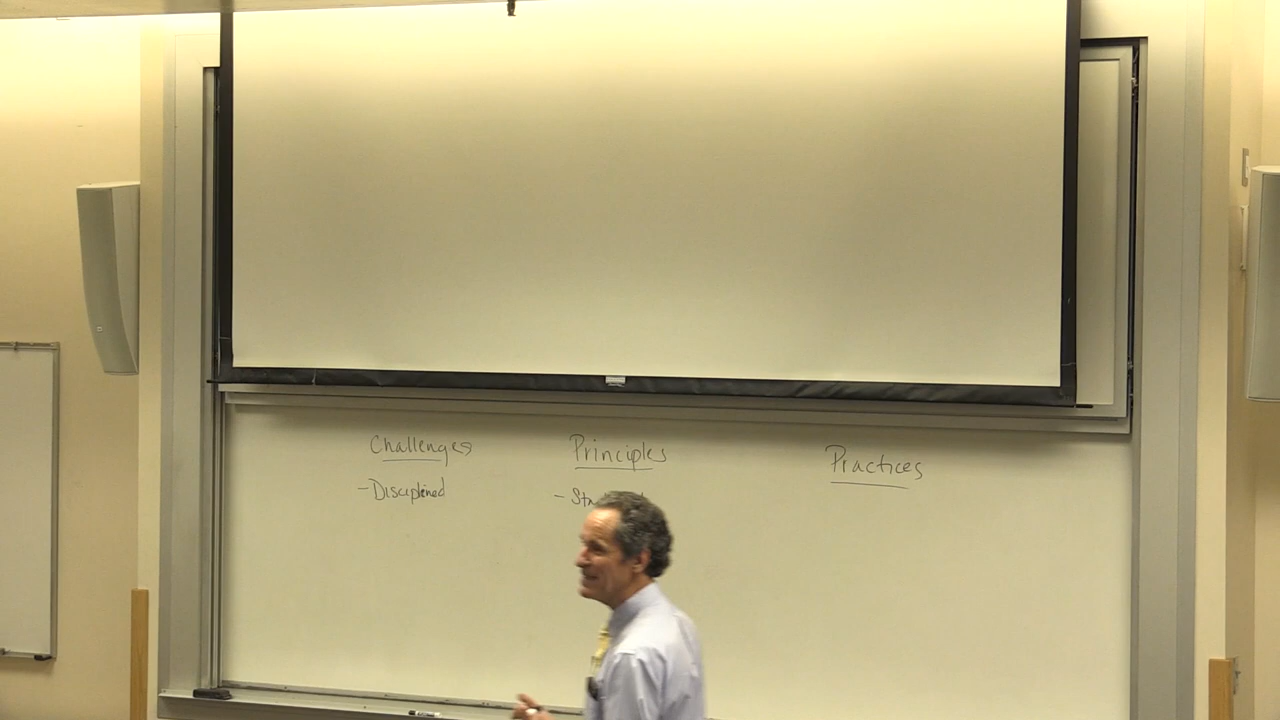 Challenges
Principles
Practices
- Disciplined
-